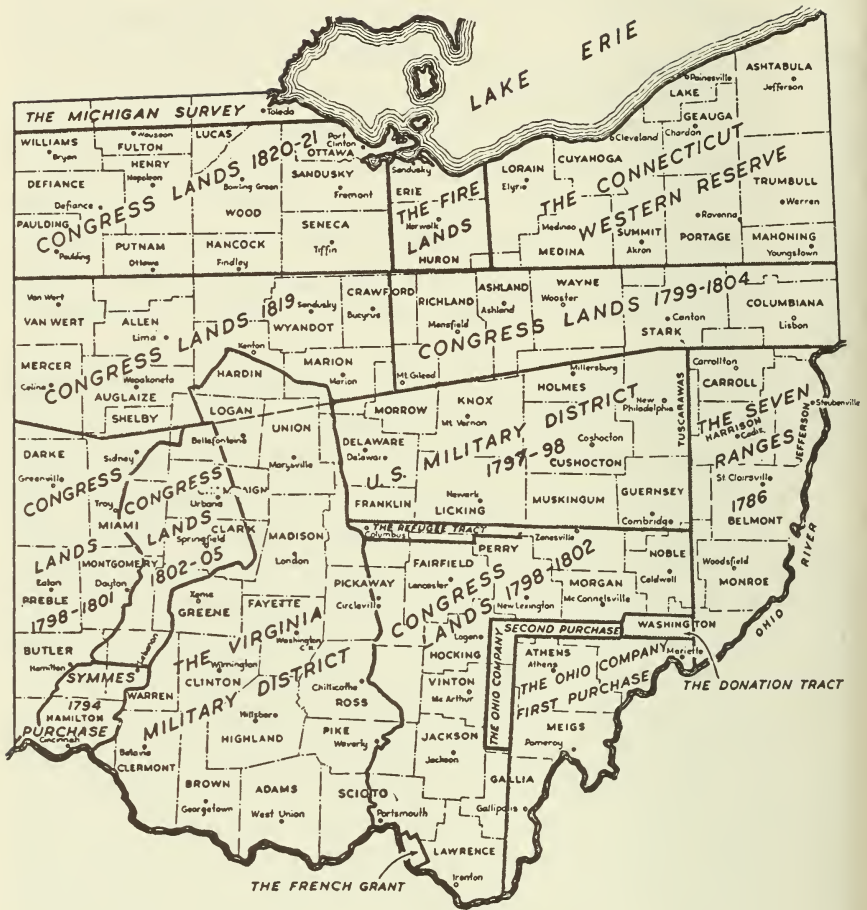 LAKE ERIE
THE MICHIGAN SURVEY
Toledo
WILLIAMS
Bryan
Wauseon
FULTON
LUCAS
HENRY
Napoleon
DEFIANCE
Defiance
PAULDING
Paulding
PUTNAM
Ottawa
CONGRESS LANDS 1820-21
Bowling Green
WOOD
HANCOCK
Findley
Port
Clinton
OTTAWA
SANDUSKY
Fremont
SENECA
Tiffin
Sandusky
ERIE
THE FIRE
LANDS
Norwalk
HURON
LORAIN
Elyria
Medina
MEDINA
CUYAHOGA
Cleveland
Painesville
LAKE
GEAUGA
Chardon
ASHTABULA
Jefferson
THE CONNECTICUT
WESTERN RESERVE
SUMMIT
Akron
Ravenna
PORTAGE
TRUMBULL
Warren
MAHONING
Youngstown
Van Wert
VAN WERT
ALLEN
Lima
MERCER
Celina
Wapakoneta
AUGLAIZE
SHELBY
CONGRESS LANDS 1819
Kenton
HARDIN
Sandusky
WYANDOT
CRAWFORD
Bucyrus
MARION
Marion
RICHLAND
Mansfield
ASHLAND
Ashland
WAYNE
Wooster
CONGRESS LANDS 1799-1804
Mt. Gilead
Canton
STARK
COLUMBIANA
Lisbon
LOGAN
Bellefontaine
UNION
Marysville
MORROW
DELAWARE
Delaware
KNOX
Mt. Vernon
HOLMES
Millersburg
New
Philadelphia
TUSCARAWAS
Coshocton
CUSHOCTON
U.S.
MILITARY DISTRICT
1797-98
FRANKLIN
Newark
LICKING
MUSKINGUM
GUERNSEY
Cambridge
Carrollton
CARROLL
THE SEVEN
RANGES
HARRISON
Cadiz
Steubenville
JEFFERSON
St. Clairsville
1786
BELMONT
Woodsfield
MONROE
OHIO RIVER
DARKE
Greenville
Sidney
CONGRESS
LANDS
1798-1801
Troy
MIAMI
MONTGOMERY
Dayton
Eaton
PREBLE
BUTLER
Hamilton
CONGRESS
LANDS
1802-05
Urbana
CLARK
Springfield
Xenia
GREENE
MADISON
London
FAYETTE
Washington
C.H.
THE VIRGINIA
MILITARY DISTRICT
Wilmington
CLINTON
Lebanon
WARREN
SYMMES
1794
HAMILTON
PURCHASE
Cincinnati
Batavia
CLERMONT
Hillsboro
HIGHLAND
BROWN
Georgetown
ADAMS
West Union
Chillicothe
ROSS
PIKE
Waverly
SCIOTO
Portsmouth
THE REFUGEE TRACT
Columbus
Zanesville
PERRY
FAIRFIELD
Lancaster
PICKAWAY
Circleville
CONGRESS
LANDS 1798-1802
New Lexington
MORGAN
McConnelsville
NOBLE
Caldwell
Logan
HOCKING
VINTON
McArthur
JACKSON
Jackson
SECOND PURCHASE
THE OHIO COMPANY
WASHINGTON
Marietta
ATHENS
Athens
THE OHIO COMPANY
FIRST PURCHASE
THE DONATION TRACT
MEIGS
Pomeroy
GALLIA
Gallipolis
LAWRENCE
Ironton
THE FRENCH GRANT